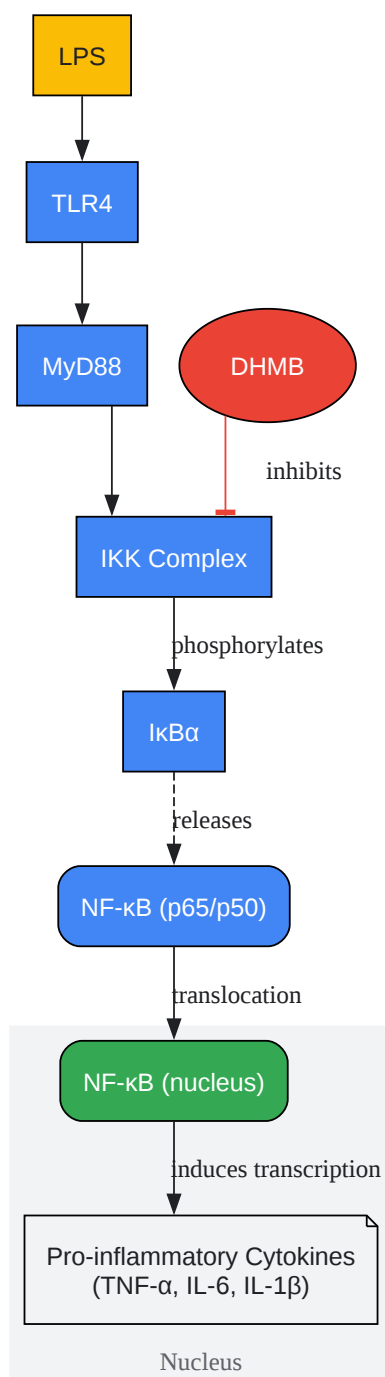 LPS
TLR4
MyD88
DHMB
inhibits
IKK Complex
phosphorylates
IκBα
releases
NF-κB (p65/p50)
translocation
NF-κB (nucleus)
induces transcription
Pro-inflammatory Cytokines
(TNF-α, IL-6, IL-1β)
Nucleus